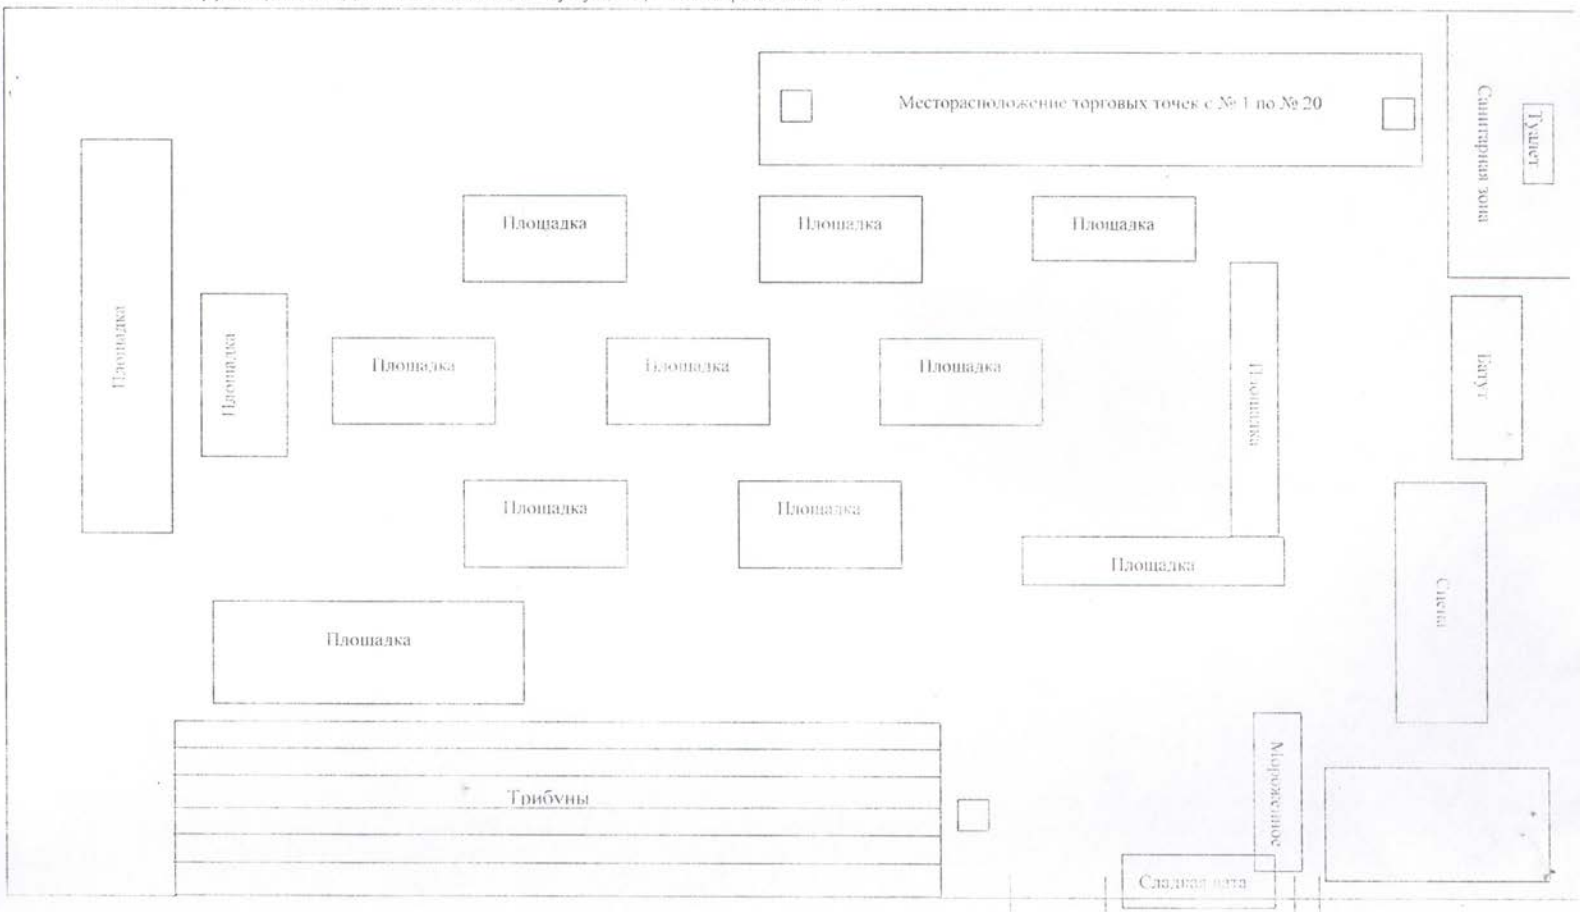 Месторасположение торговых точек с № 1 по № 20
Туалет
Санитарная зона
Площадка
Площадка
Площадка
Площадка
Площадка
Площадка
Площадка
Площадка
Площадка
Батут
Площадка
Площадка
Площадка
Сцена
Площадка
Мороженное
Трибуны
Сладкая вата